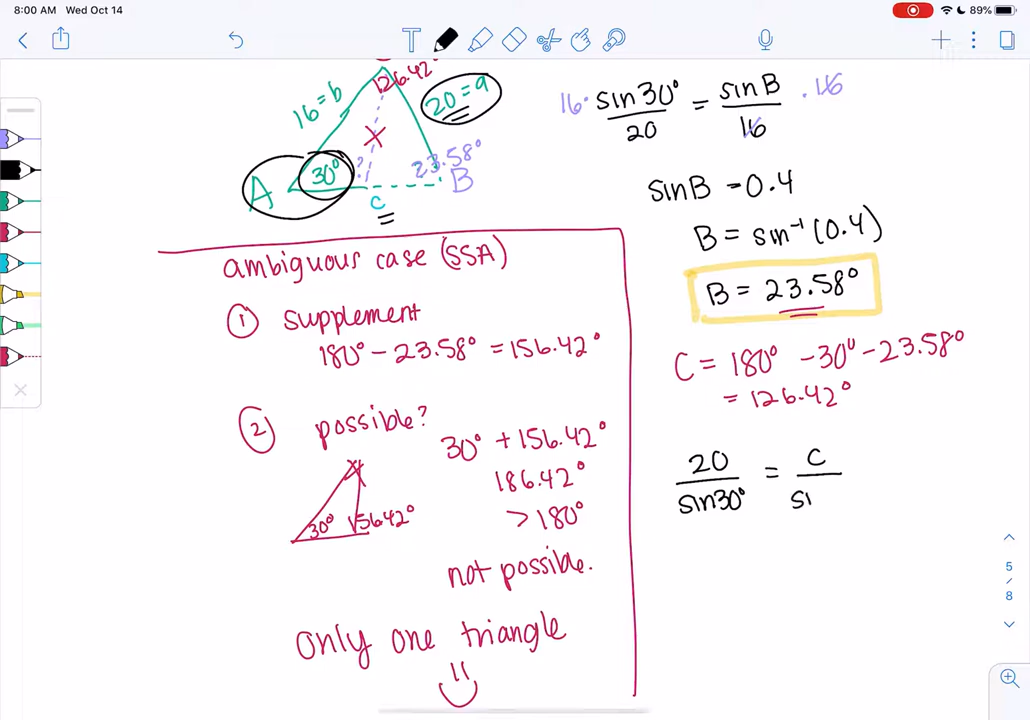 8:00 AM Wed Oct 14
89%
T
126.42°
16 = b
20 = a
A
30°
?
23.58°
B
c
16 · sin30° / 20 = sinB / 16 · 16
sinB = 0.4
B = sin⁻¹(0.4)
B = 23.58°
C = 180° - 30° - 23.58°
= 126.42°
20 / sin30° = c / si
ambiguous case (SSA)
① supplement
180° - 23.58° = 156.42°
② possible?
30° + 156.42°
186.42°
> 180°
30°
156.42°
not possible.
only one triangle
5
/
8